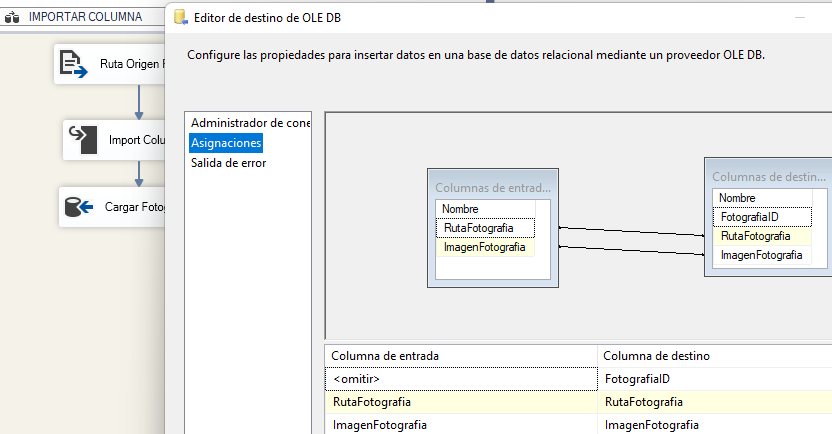 IMPORTAR COLUMNA
Editor de destino de OLE DB
Configure las propiedades para insertar datos en una base de datos relacional mediante un proveedor OLE DB.
Ruta Origen
Import
Cargar
Administrador de
Asignaciones
Salida de error
Columnas de entrad...
Nombre
RutaFotografia
ImagenFotografia
Columnas de destin...
Nombre
FotografiaID
RutaFotografia
ImagenFotografia
Columna de entrada
Columna de destino
<omitir>
FotografiaID
RutaFotografia
RutaFotografia
ImagenFotografia
ImagenFotografia